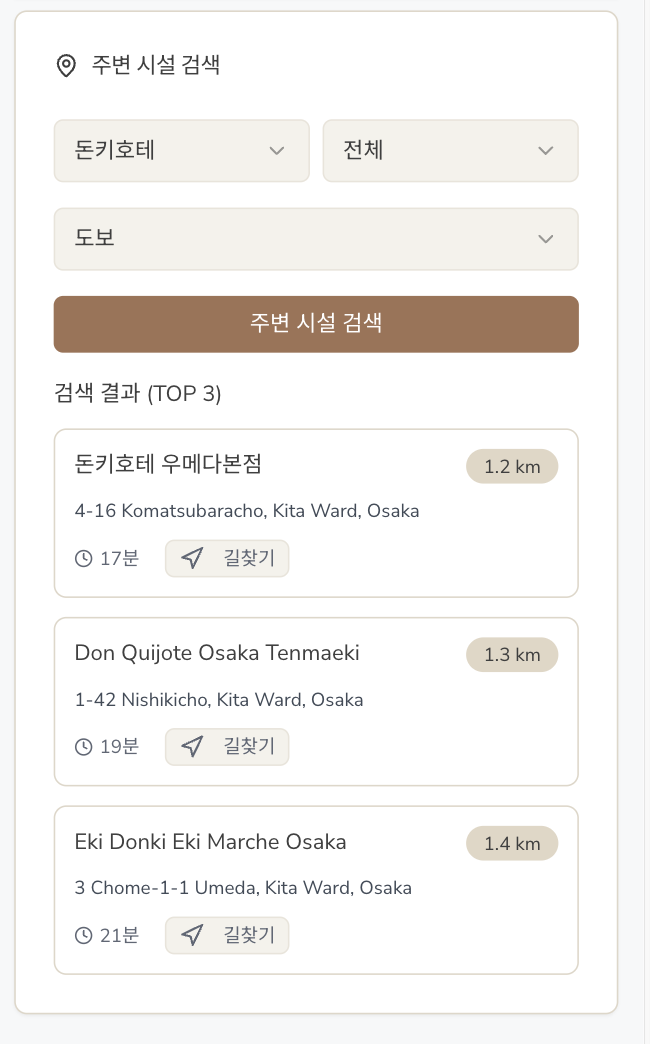 주변 시설 검색
돈키호테 전체
도보
주변 시설 검색
검색 결과 (TOP 3)
돈키호테 우메다본점 1.2 km
4-16 Komatsubaracho, Kita Ward, Osaka
17분 길찾기
Don Quijote Osaka Tenmaeki 1.3 km
1-42 Nishikicho, Kita Ward, Osaka
19분 길찾기
Eki Donki Eki Marche Osaka 1.4 km
3 Chome-1-1 Umeda, Kita Ward, Osaka
21분 길찾기